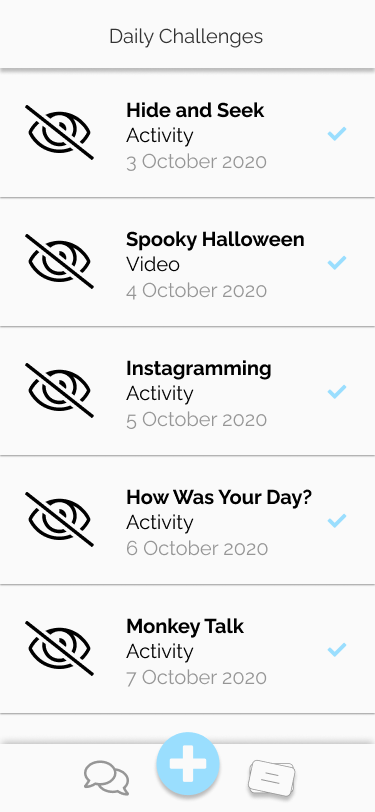 Daily Challenges
Hide and Seek
Activity
3 October 2020
Spooky Halloween
Video
4 October 2020
Instagramming
Activity
5 October 2020
How Was Your Day?
Activity
6 October 2020
Monkey Talk
Activity
7 October 2020